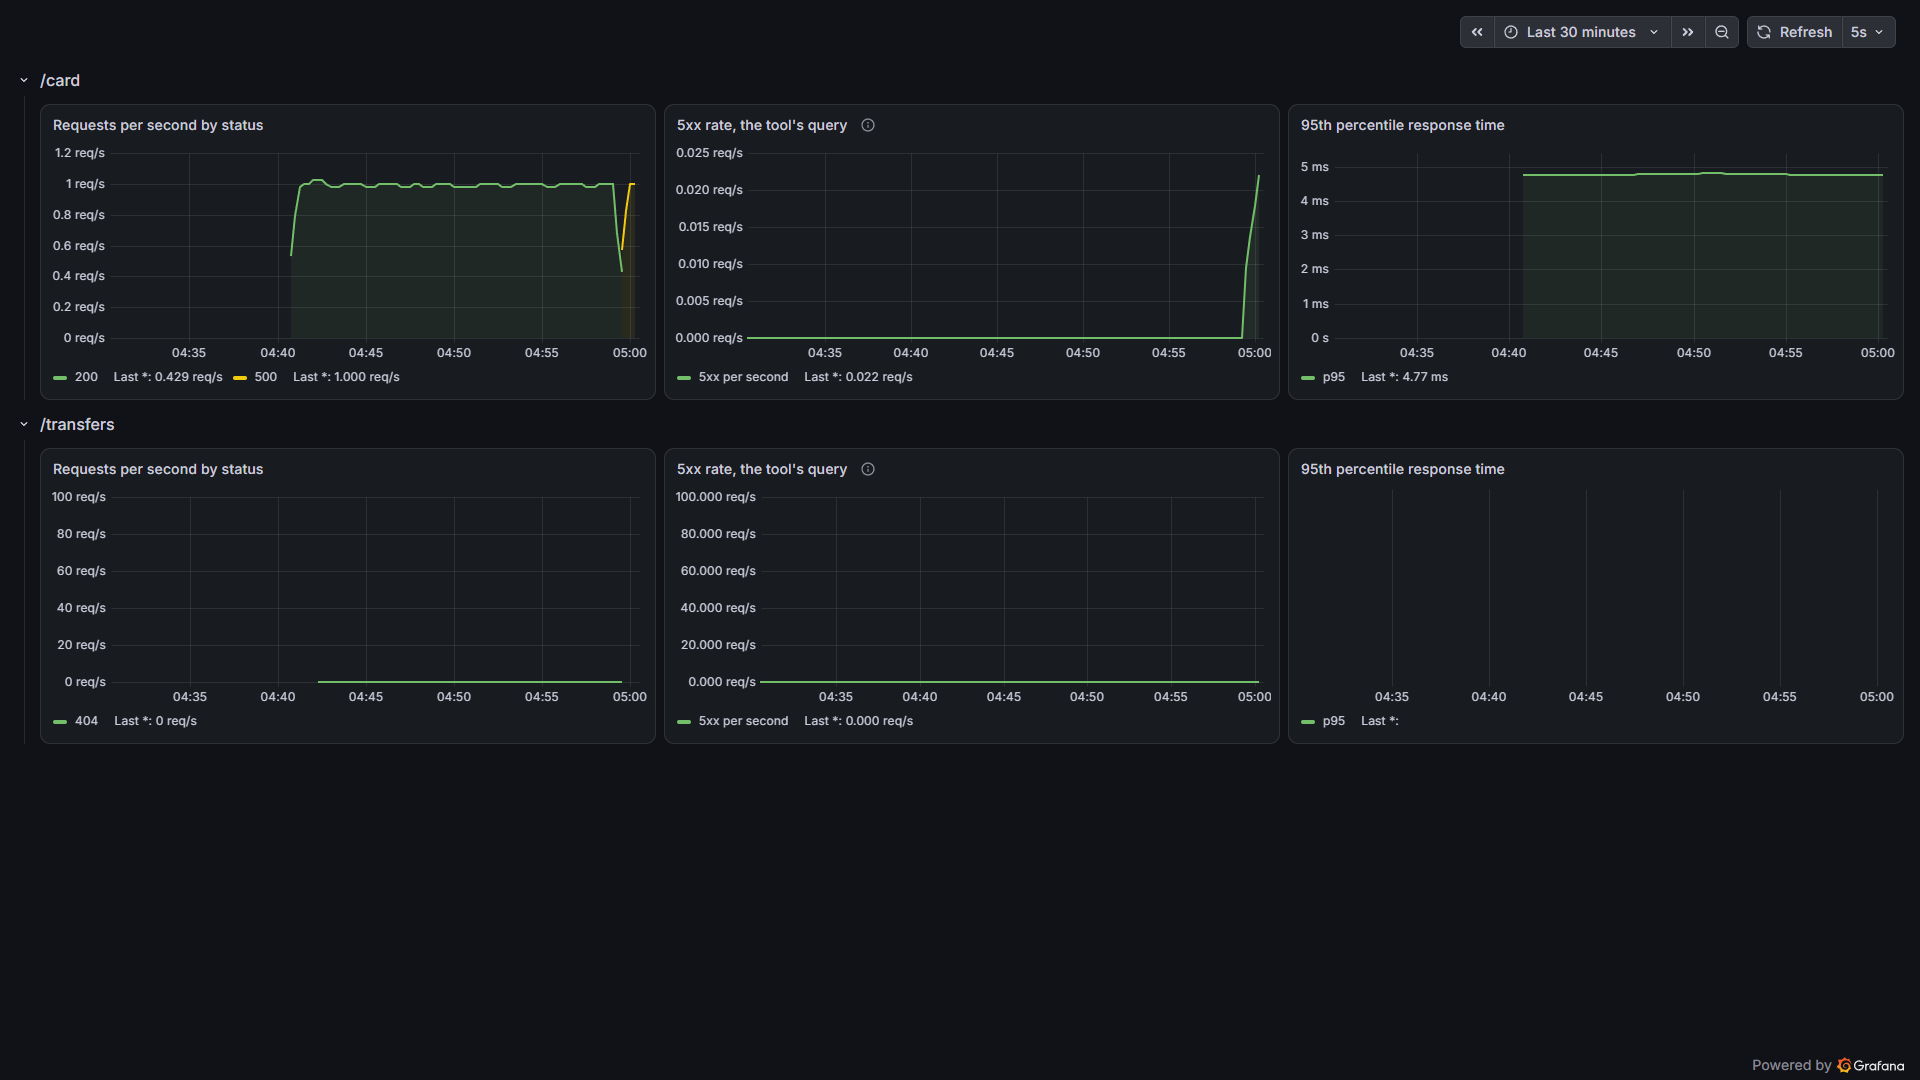 Last 30 minutes Refresh 5s
/card
Requests per second by status
1.2 req/s
1 req/s
0.8 req/s
0.6 req/s
0.4 req/s
0.2 req/s
0 req/s
04:35 04:40 04:45 04:50 04:55 05:00
200 Last *: 0.429 req/s 500 Last *: 1.000 req/s
5xx rate, the tool's query
0.025 req/s
0.020 req/s
0.015 req/s
0.010 req/s
0.005 req/s
0.000 req/s
04:35 04:40 04:45 04:50 04:55 05:00
5xx per second Last *: 0.022 req/s
95th percentile response time
5 ms
4 ms
3 ms
2 ms
1 ms
0 s
04:35 04:40 04:45 04:50 04:55 05:00
p95 Last *: 4.77 ms
/transfers
Requests per second by status
100 req/s
80 req/s
60 req/s
40 req/s
20 req/s
0 req/s
04:35 04:40 04:45 04:50 04:55 05:00
404 Last *: 0 req/s
5xx rate, the tool's query
100.000 req/s
80.000 req/s
60.000 req/s
40.000 req/s
20.000 req/s
0.000 req/s
04:35 04:40 04:45 04:50 04:55 05:00
5xx per second Last *: 0.000 req/s
95th percentile response time
04:35 04:40 04:45 04:50 04:55 05:00
p95 Last *:
Powered by Grafana